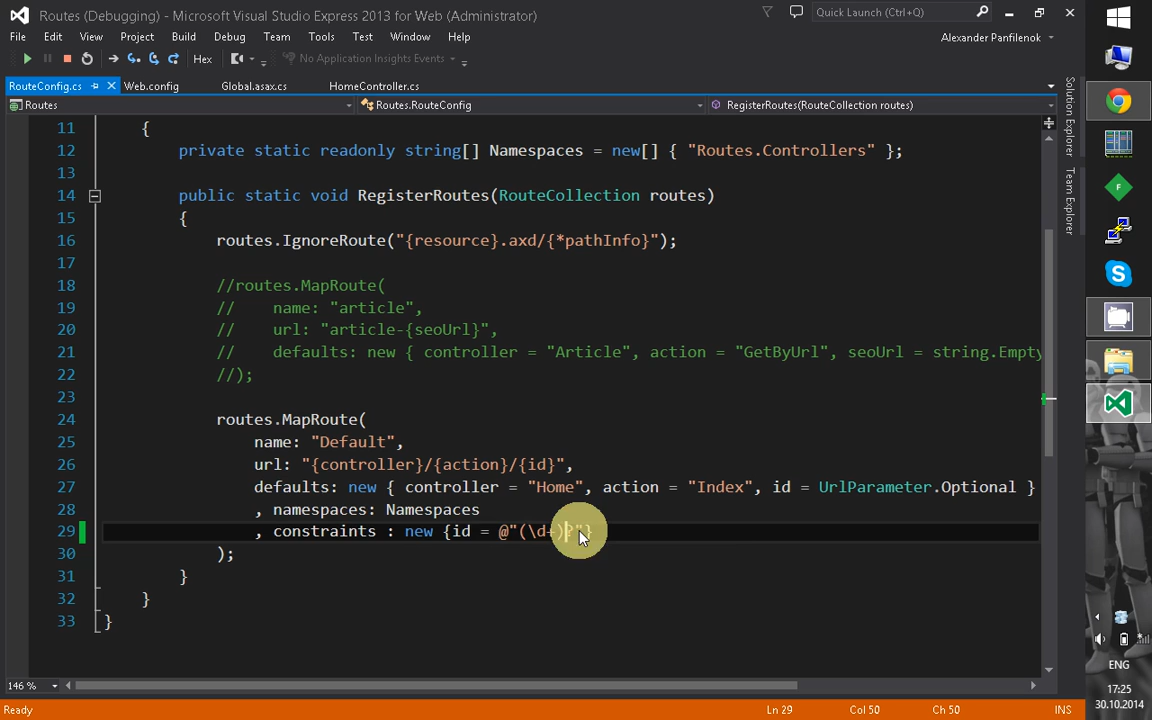 Routes (Debugging) - Microsoft Visual Studio Express 2013 for Web (Administrator)
Quick Launch (Ctrl+Q)
File Edit View Project Build Debug Team Tools Test Window Help
Alexander Panfilenok
Hex
No Application Insights Events
RouteConfig.cs Web.config Global.asax.cs HomeController.cs
Routes Routes.RouteConfig RegisterRoutes(RouteCollection routes)
Solution Explorer
Team Explorer
11 {
12 private static readonly string[] Namespaces = new[] { "Routes.Controllers" };
13
14 public static void RegisterRoutes(RouteCollection routes)
15 {
16 routes.IgnoreRoute("{resource}.axd/{*pathInfo}");
17
18 //routes.MapRoute(
19 // name: "article",
20 // url: "article-{seoUrl}",
21 // defaults: new { controller = "Article", action = "GetByUrl", seoUrl = string.Empty
22 //);
23
24 routes.MapRoute(
25 name: "Default",
26 url: "{controller}/{action}/{id}",
27 defaults: new { controller = "Home", action = "Index", id = UrlParameter.Optional }
28 , namespaces: Namespaces
29 , constraints : new {id = @"(\d+)?"}
30 );
31 }
32 }
33 }
146 %
Ready Ln 29 Col 50 Ch 50 INS
ENG
17:25
30.10.2014